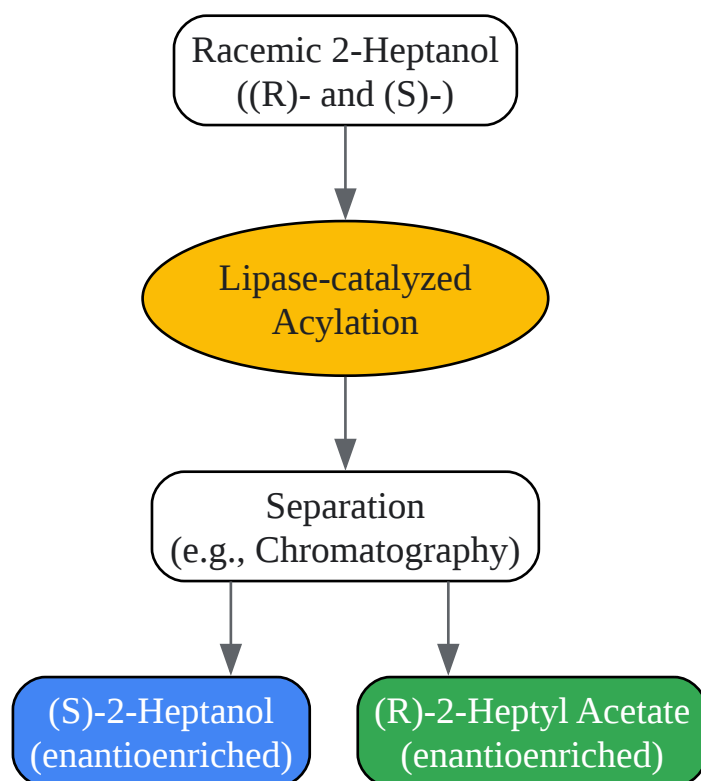 Racemic 2-Heptanol
((R)- and (S)-)
Lipase-catalyzed
Acylation
Separation
(e.g., Chromatography)
(S)-2-Heptanol
(enantioenriched)
(R)-2-Heptyl Acetate
(enantioenriched)